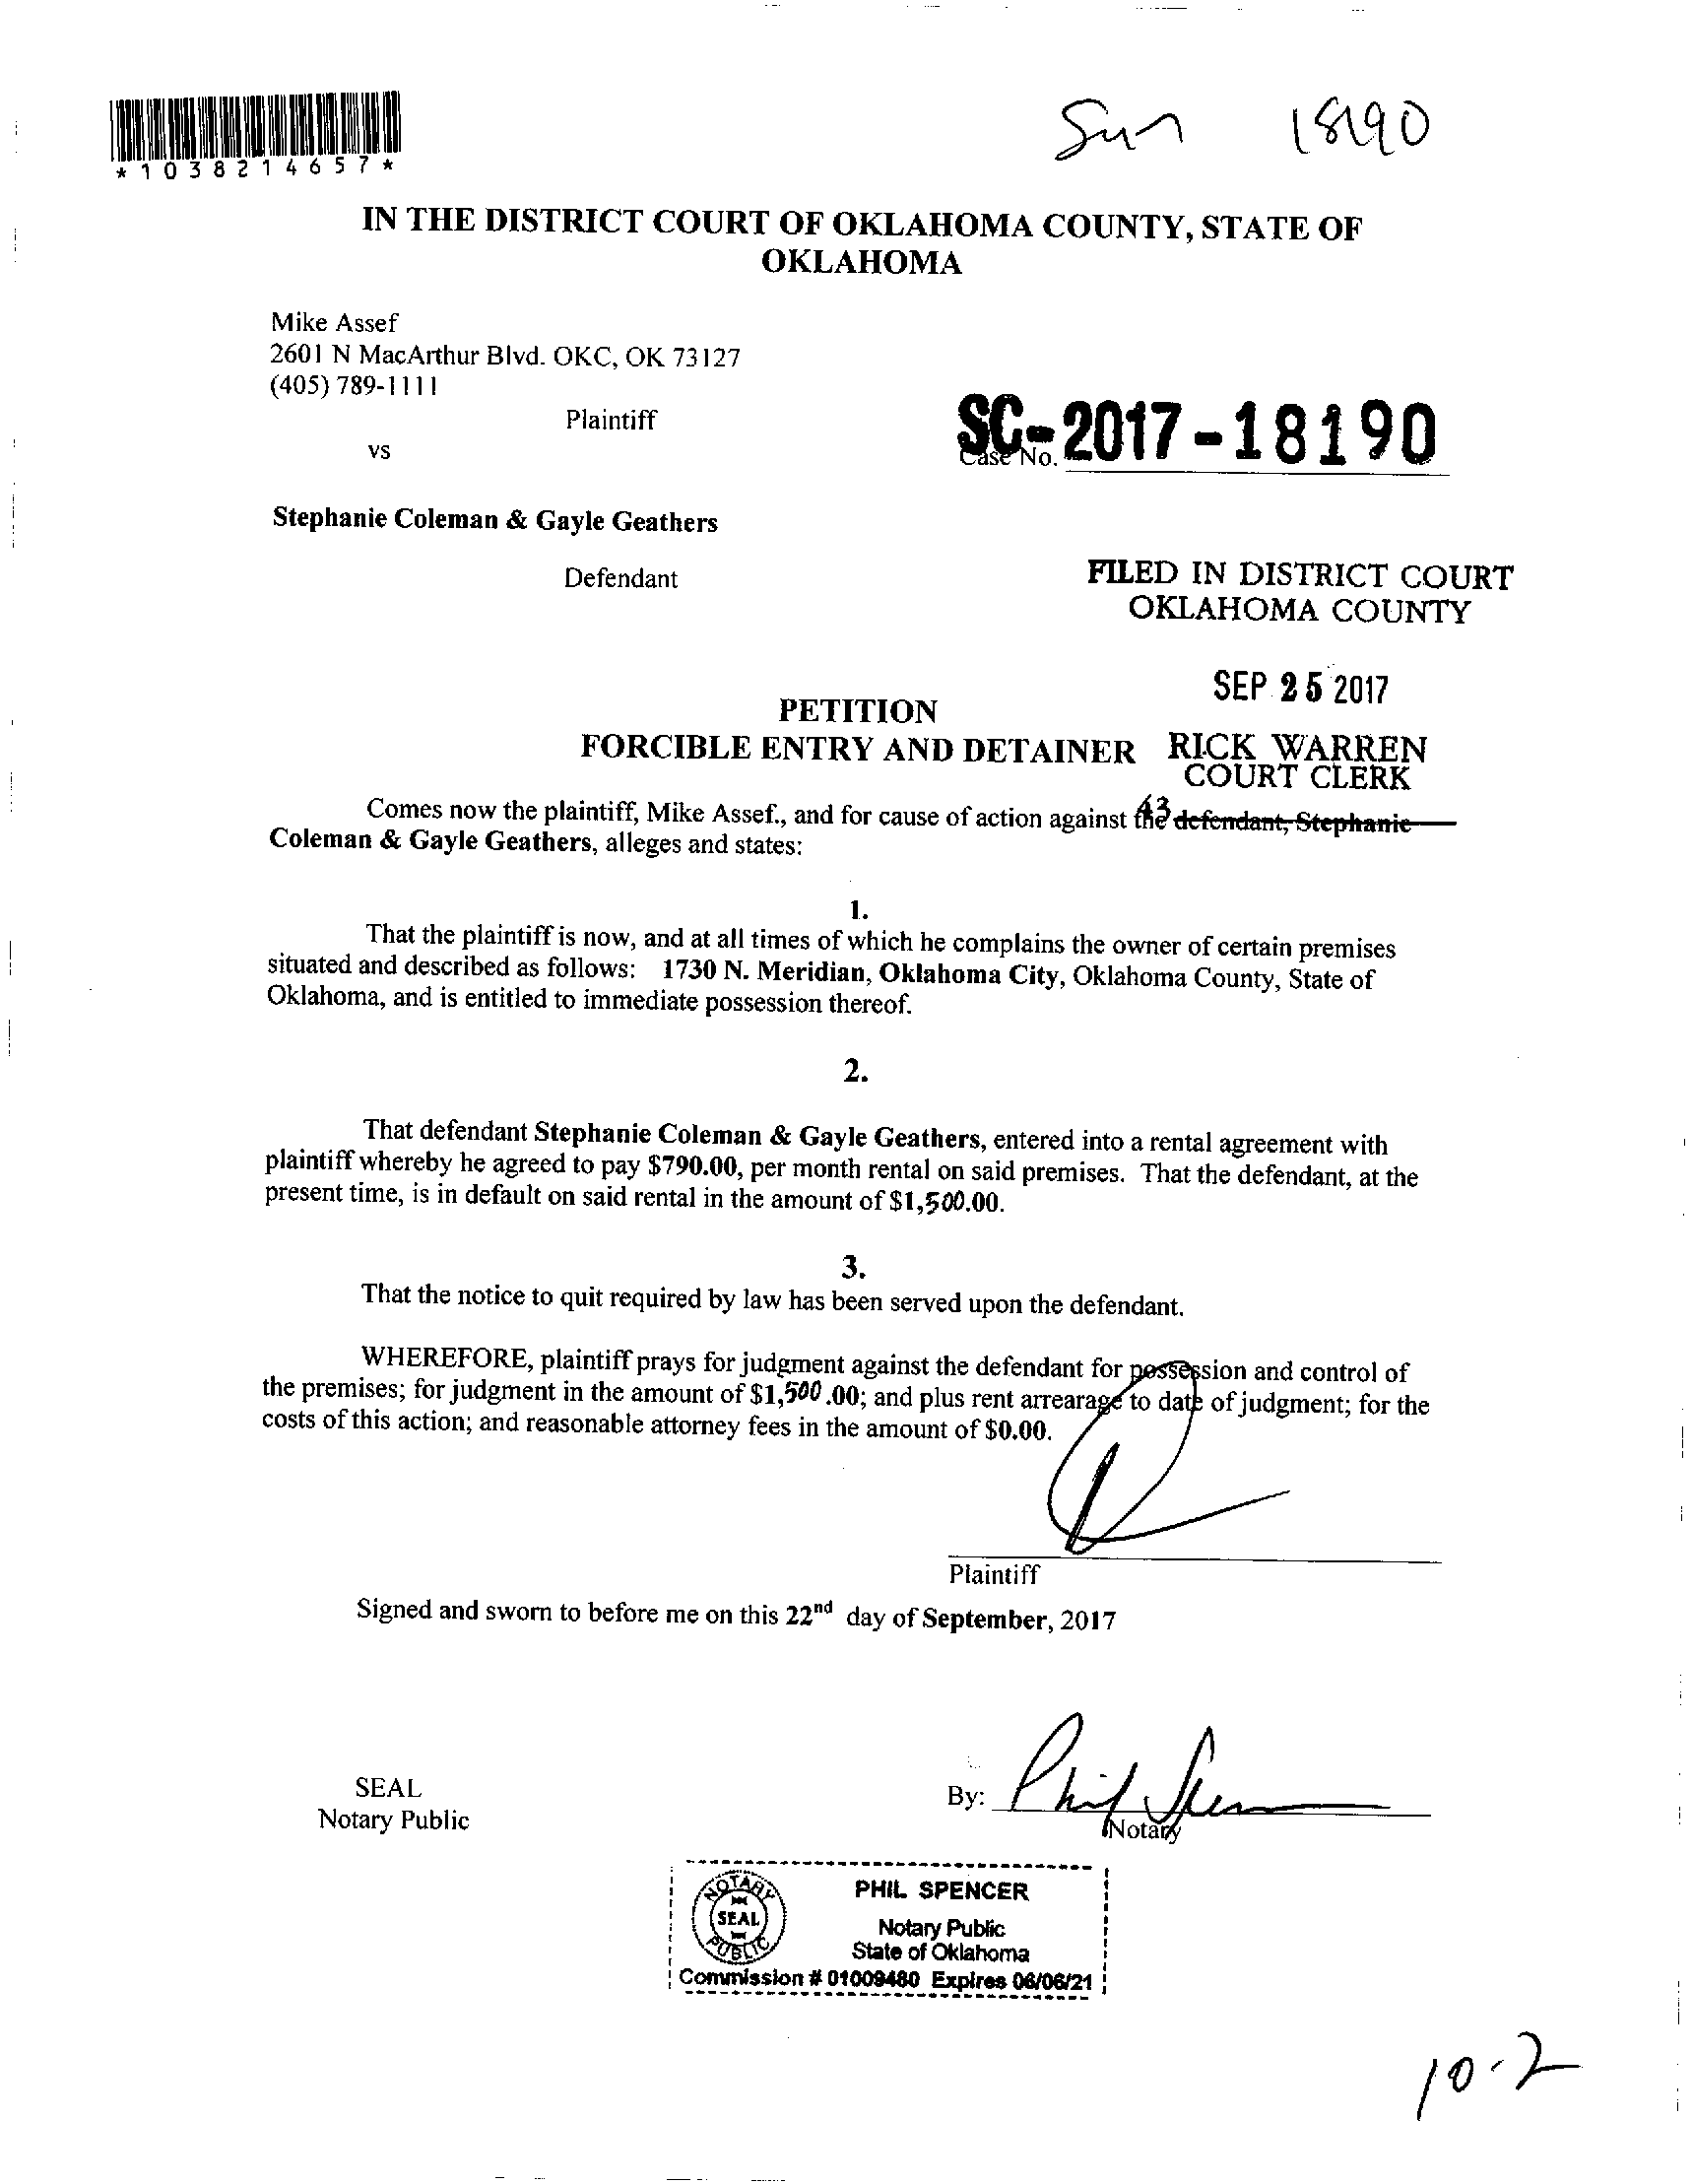 Sun 18190
*1038214657*
IN THE DISTRICT COURT OF OKLAHOMA COUNTY, STATE OF
OKLAHOMA
Mike Assef
2601 N MacArthur Blvd. OKC, OK 73127
(405) 789-1111
Plaintiff
vs
Case No. SC-2017-18190
Stephanie Coleman & Gayle Geathers
Defendant
FILED IN DISTRICT COURT
OKLAHOMA COUNTY
SEP 25 2017
RICK WARREN
COURT CLERK
PETITION
FORCIBLE ENTRY AND DETAINER
43
Comes now the plaintiff, Mike Assef., and for cause of action against the defendant, Stephanie
Coleman & Gayle Geathers, alleges and states:
1.
That the plaintiff is now, and at all times of which he complains the owner of certain premises
situated and described as follows: 1730 N. Meridian, Oklahoma City, Oklahoma County, State of
Oklahoma, and is entitled to immediate possession thereof.
2.
That defendant Stephanie Coleman & Gayle Geathers, entered into a rental agreement with
plaintiff whereby he agreed to pay $790.00, per month rental on said premises. That the defendant, at the
present time, is in default on said rental in the amount of $1,500.00.
3.
That the notice to quit required by law has been served upon the defendant.
WHEREFORE, plaintiff prays for judgment against the defendant for possession and control of
the premises; for judgment in the amount of $1,500.00; and plus rent arrearage to date of judgment; for the
costs of this action; and reasonable attorney fees in the amount of $0.00.
Plaintiff
Signed and sworn to before me on this 22nd day of September, 2017
SEAL
Notary Public
By: Phil Spencer
Notary
NOTARY SEAL PUBLIC
PHIL SPENCER
Notary Public
State of Oklahoma
Commission # 01009480 Expires 06/06/21
10-2